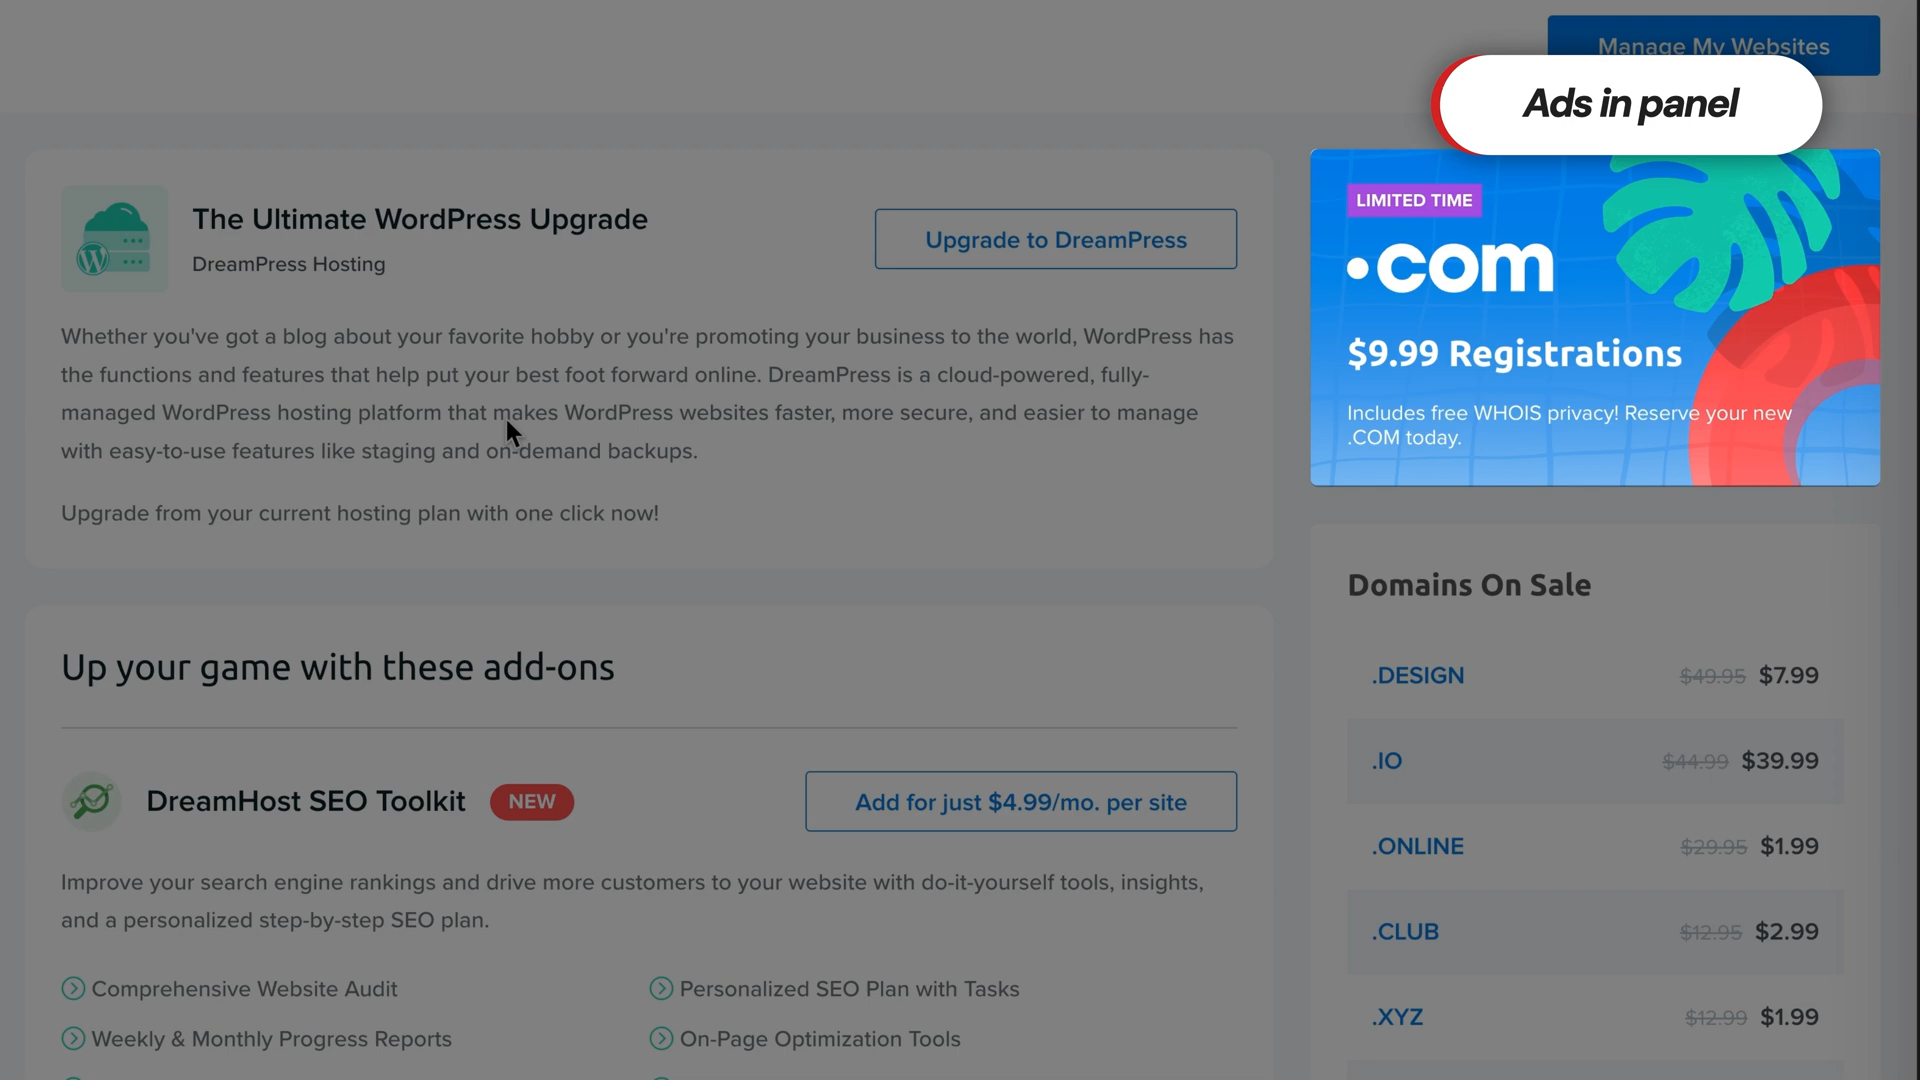 Manage My Websites
Ads in panel
The Ultimate WordPress Upgrade
DreamPress Hosting
Upgrade to DreamPress
Whether you've got a blog about your favorite hobby or you're promoting your business to the world, WordPress has
the functions and features that help put your best foot forward online. DreamPress is a cloud-powered, fully-
managed WordPress hosting platform that makes WordPress websites faster, more secure, and easier to manage
with easy-to-use features like staging and on-demand backups.
Upgrade from your current hosting plan with one click now!
LIMITED TIME
.com
$9.99 Registrations
Includes free WHOIS privacy! Reserve your new
.COM today.
Up your game with these add-ons
DreamHost SEO Toolkit NEW
Add for just $4.99/mo. per site
Improve your search engine rankings and drive more customers to your website with do-it-yourself tools, insights,
and a personalized step-by-step SEO plan.
Comprehensive Website Audit
Personalized SEO Plan with Tasks
Weekly & Monthly Progress Reports
On-Page Optimization Tools
Domains On Sale
.DESIGN $49.95 $7.99
.IO $44.99 $39.99
.ONLINE $29.95 $1.99
.CLUB $12.95 $2.99
.XYZ $12.99 $1.99